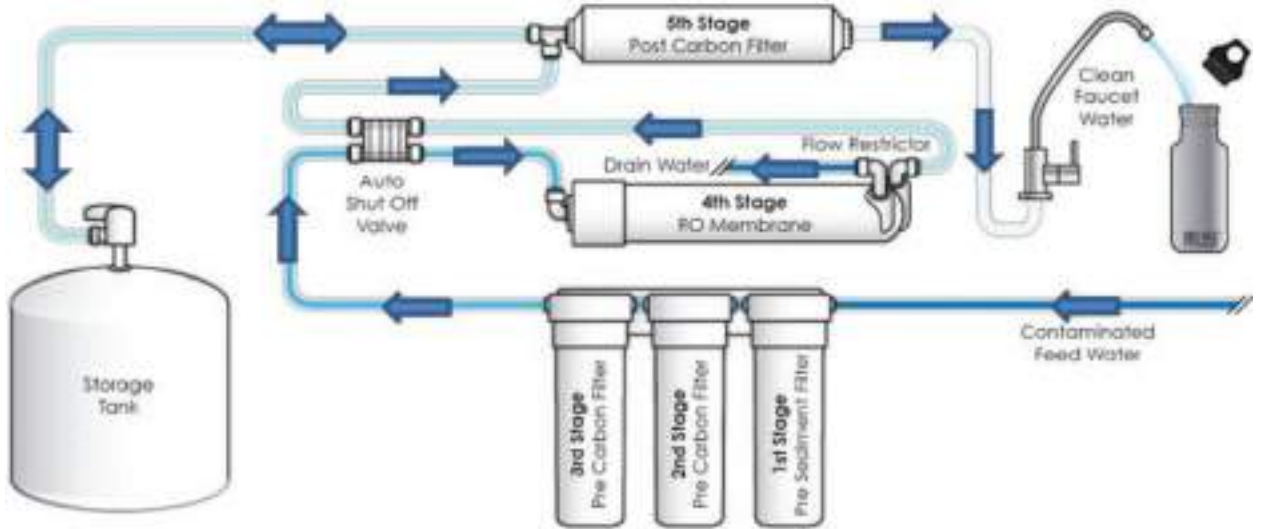 5th Stage
Post Carbon Filter
Clean
Faucet
Water
Flow Restrictor
Drain Water
Auto
Shut Off
Valve
4th Stage
RO Membrane
Contaminated
Feed Water
Storage
Tank
3rd Stage
Pre Carbon Filter
2nd Stage
Pre Carbon Filter
1st Stage
Pre Sediment Filter